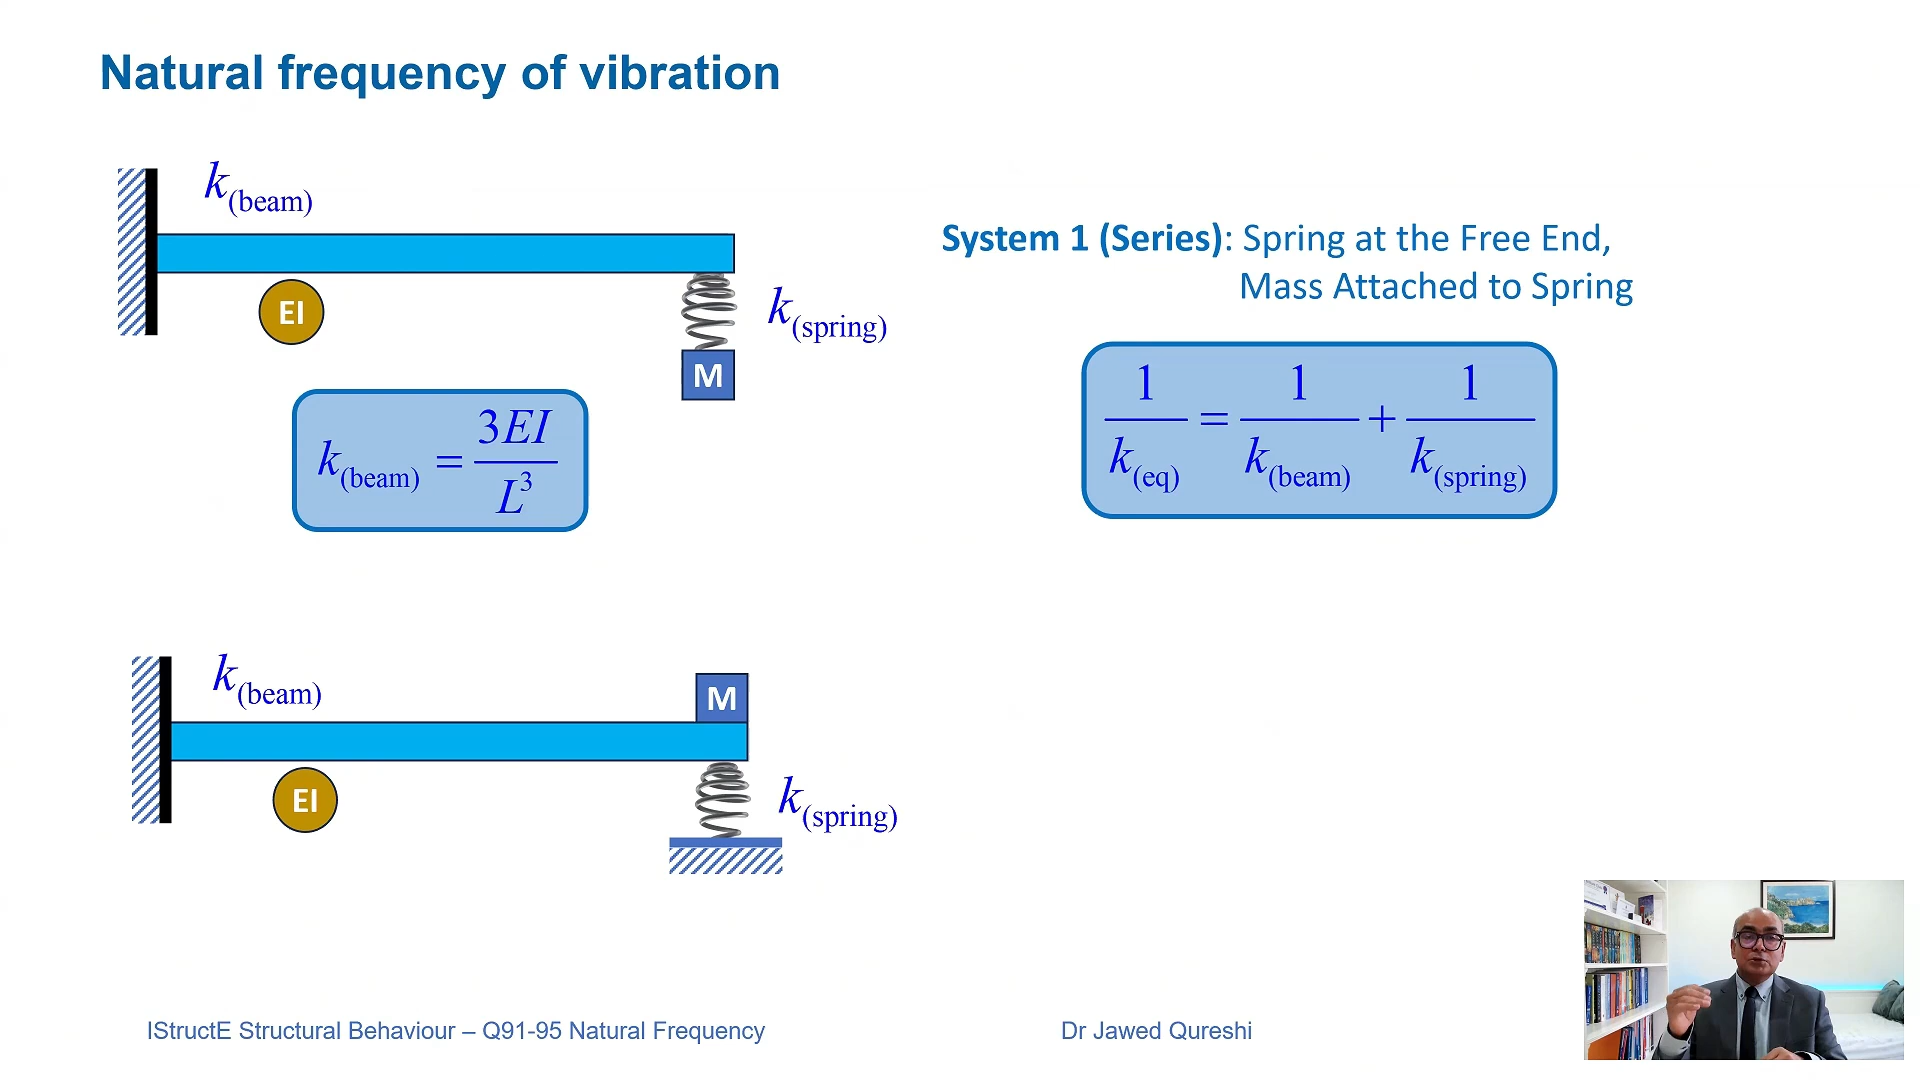 Natural frequency of vibration
k(beam)
EI
k(spring)
M
k(beam) = 3EI / L³
System 1 (Series): Spring at the Free End,
Mass Attached to Spring
1/k(eq) = 1/k(beam) + 1/k(spring)
k(beam)
M
EI
k(spring)
IStructE Structural Behaviour – Q91-95 Natural Frequency
Dr Jawed Qureshi